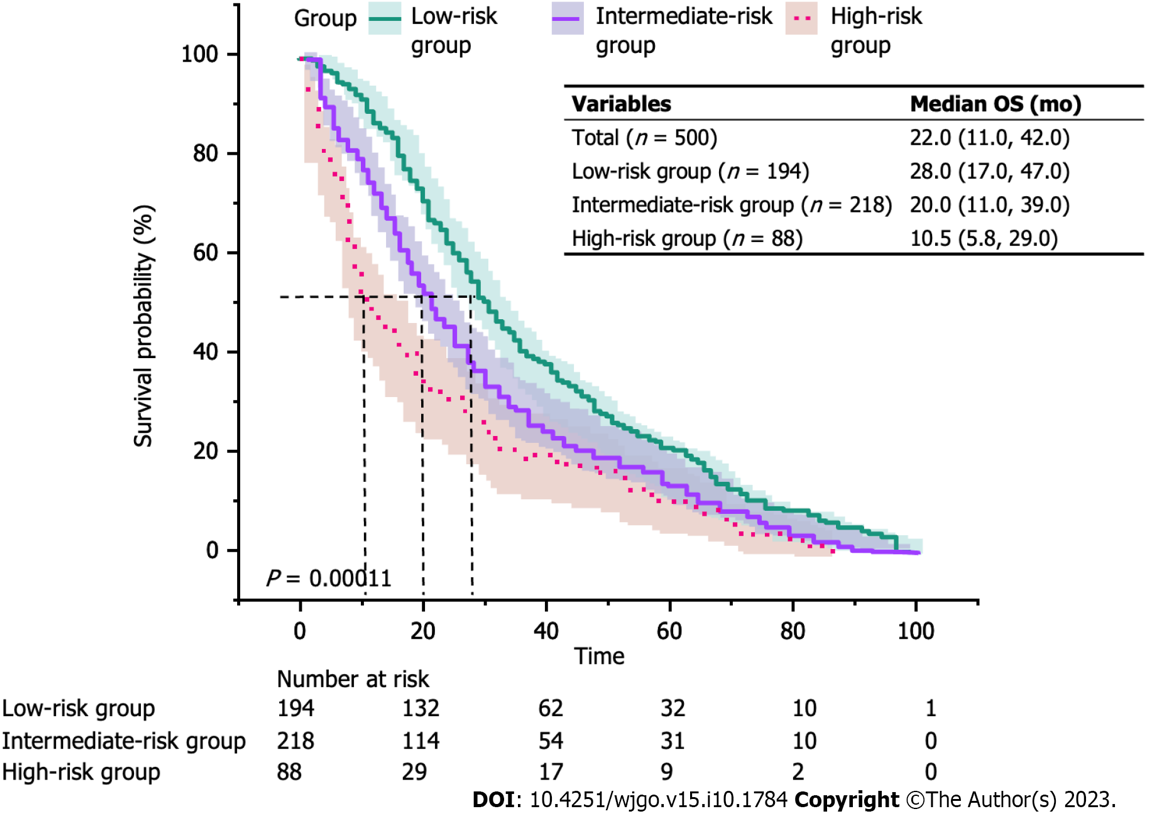 Group Low-risk group Intermediate-risk group High-risk group
Variables Median OS (mo)
Total (n = 500) 22.0 (11.0, 42.0)
Low-risk group (n = 194) 28.0 (17.0, 47.0)
Intermediate-risk group (n = 218) 20.0 (11.0, 39.0)
High-risk group (n = 88) 10.5 (5.8, 29.0)
Survival probability (%)
100
80
60
40
20
0
P = 0.00011
0 20 40 60 80 100
Time
Number at risk
Low-risk group 194 132 62 32 10 1
Intermediate-risk group 218 114 54 31 10 0
High-risk group 88 29 17 9 2 0
DOI: 10.4251/wjgo.v15.i10.1784 Copyright ©The Author(s) 2023.